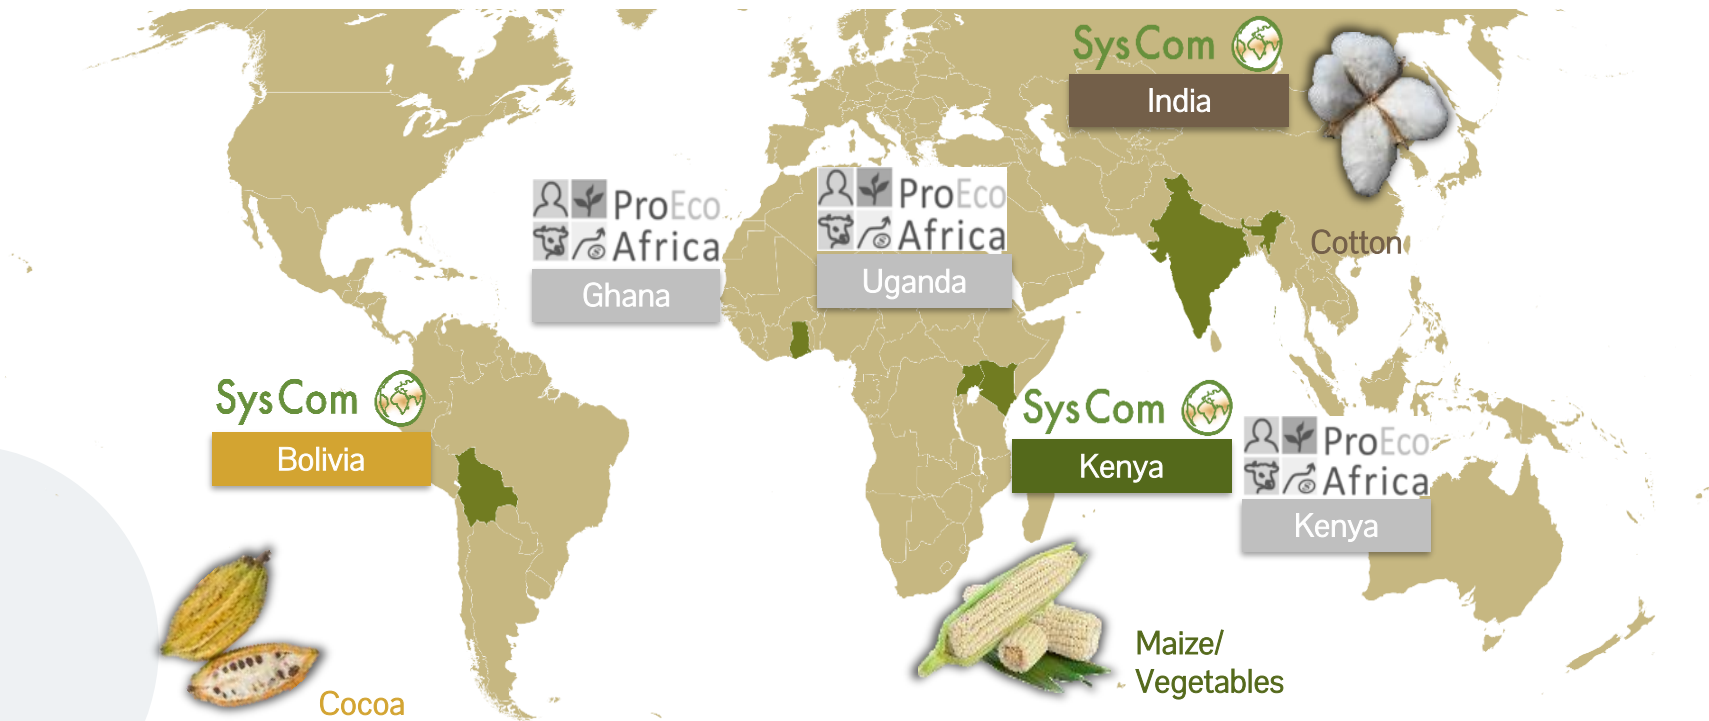 SysCom
India
Cotton
ProEco
Africa
Ghana
ProEco
Africa
Uganda
SysCom
Bolivia
Cocoa
SysCom
Kenya
Maize/
Vegetables
ProEco
Africa
Kenya